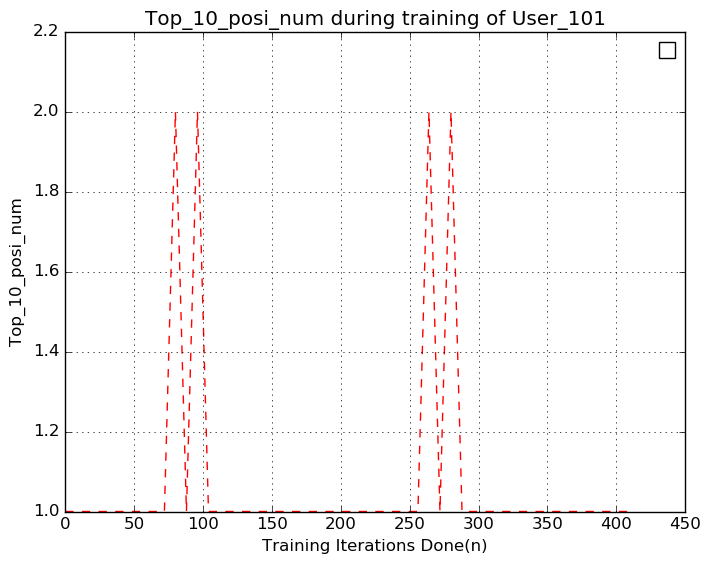 Top_10_posi_num during training of User_101
2.2
2.0
1.8
1.6
1.4
1.2
1.0
Top_10_posi_num
0 50 100 150 200 250 300 350 400 450
Training Iterations Done(n)